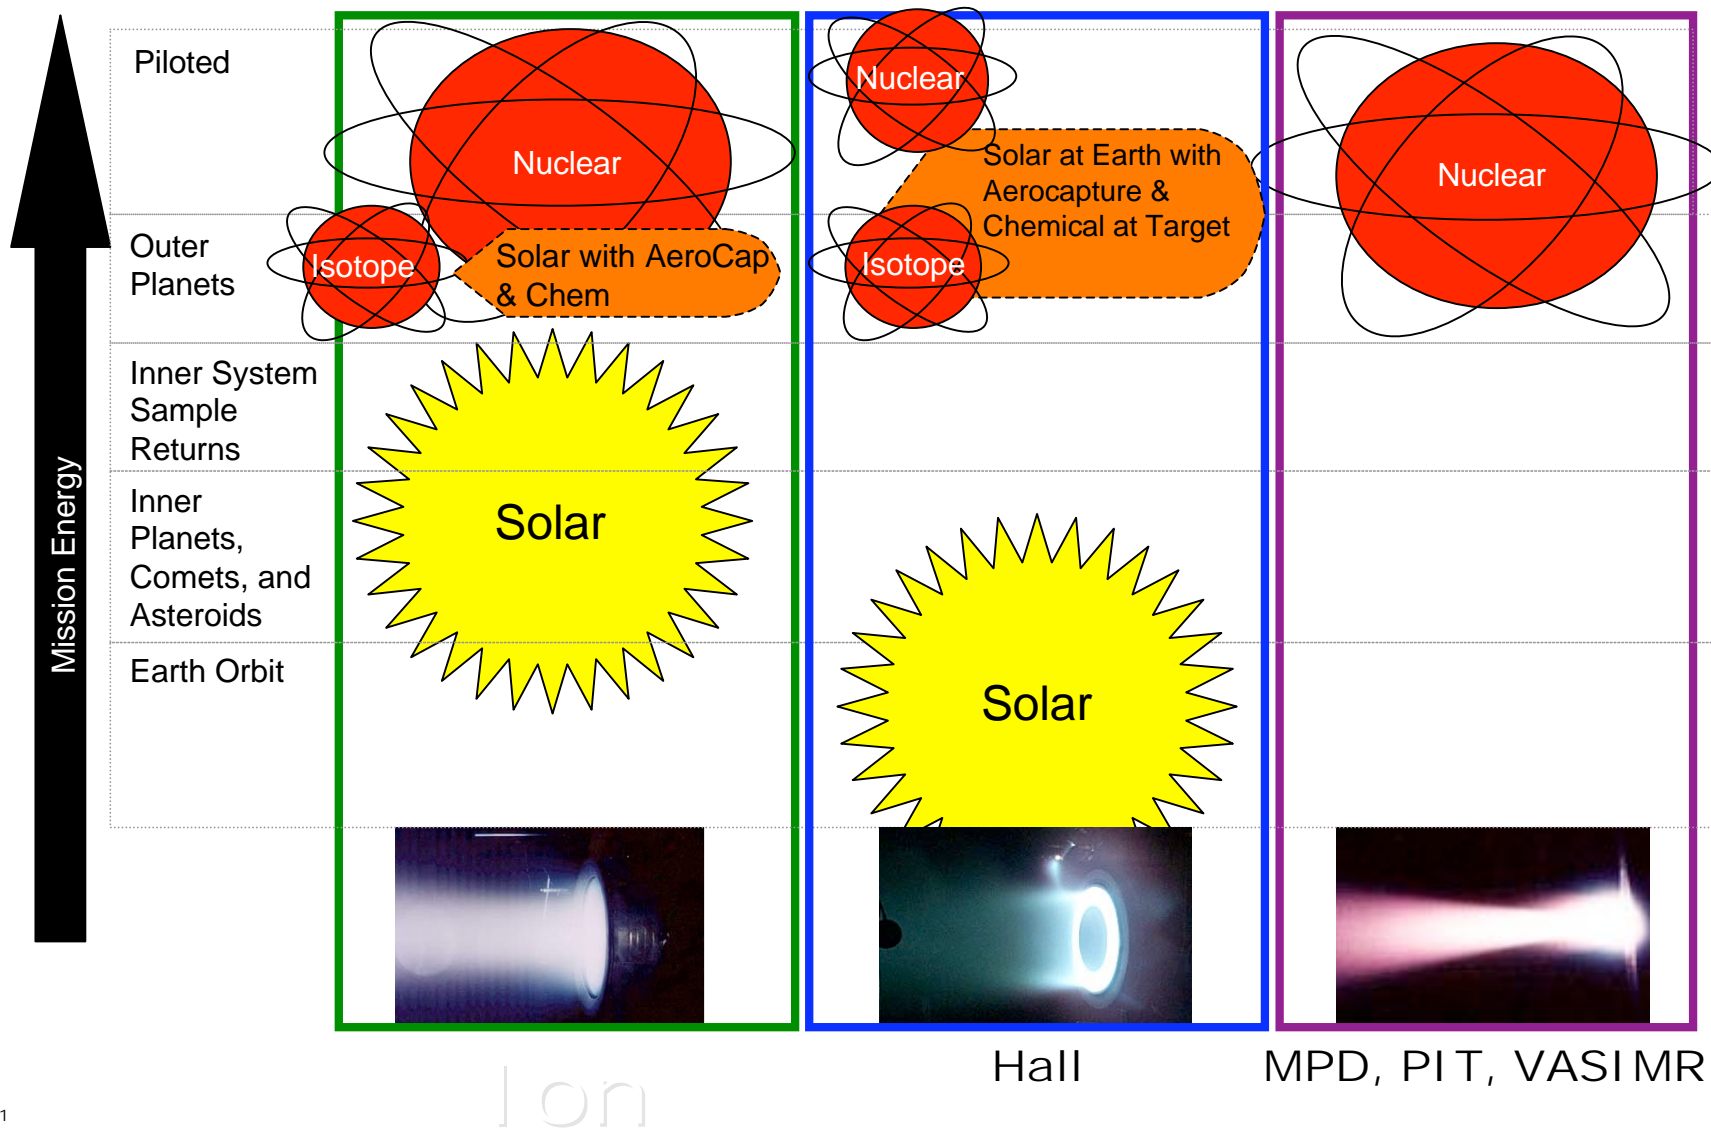 Mission Energy
Piloted
Outer
Planets
Inner System
Sample
Returns
Inner
Planets,
Comets, and
Asteroids
Earth Orbit
Nuclear
Isotope
Solar with AeroCap
& Chem
Solar
Nuclear
Solar at Earth with
Aerocapture &
Chemical at Target
Isotope
Solar
Nuclear
Ion
Hall
MPD, PIT, VASIMR
1